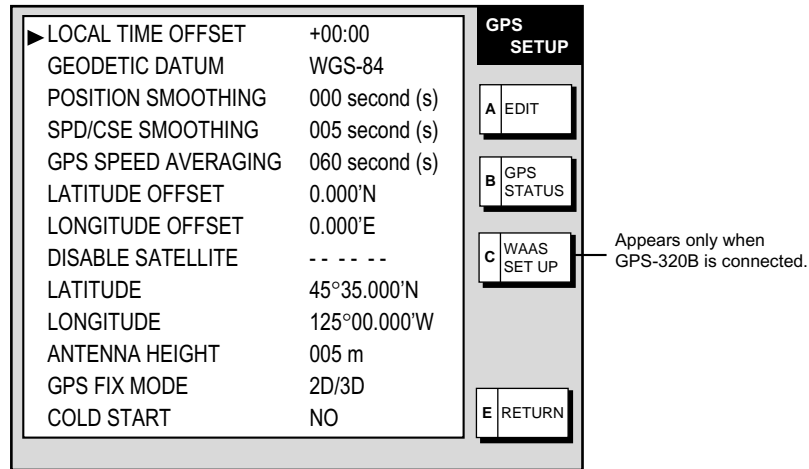 ▶LOCAL TIME OFFSET +00:00
GEODETIC DATUM WGS-84
POSITION SMOOTHING 000 second (s)
SPD/CSE SMOOTHING 005 second (s)
GPS SPEED AVERAGING 060 second (s)
LATITUDE OFFSET 0.000'N
LONGITUDE OFFSET 0.000'E
DISABLE SATELLITE - - - - - -
LATITUDE 45°35.000'N
LONGITUDE 125°00.000'W
ANTENNA HEIGHT 005 m
GPS FIX MODE 2D/3D
COLD START NO
GPS
SETUP
A EDIT
B GPS
STATUS
C WAAS
SET UP
E RETURN
Appears only when
GPS-320B is connected.